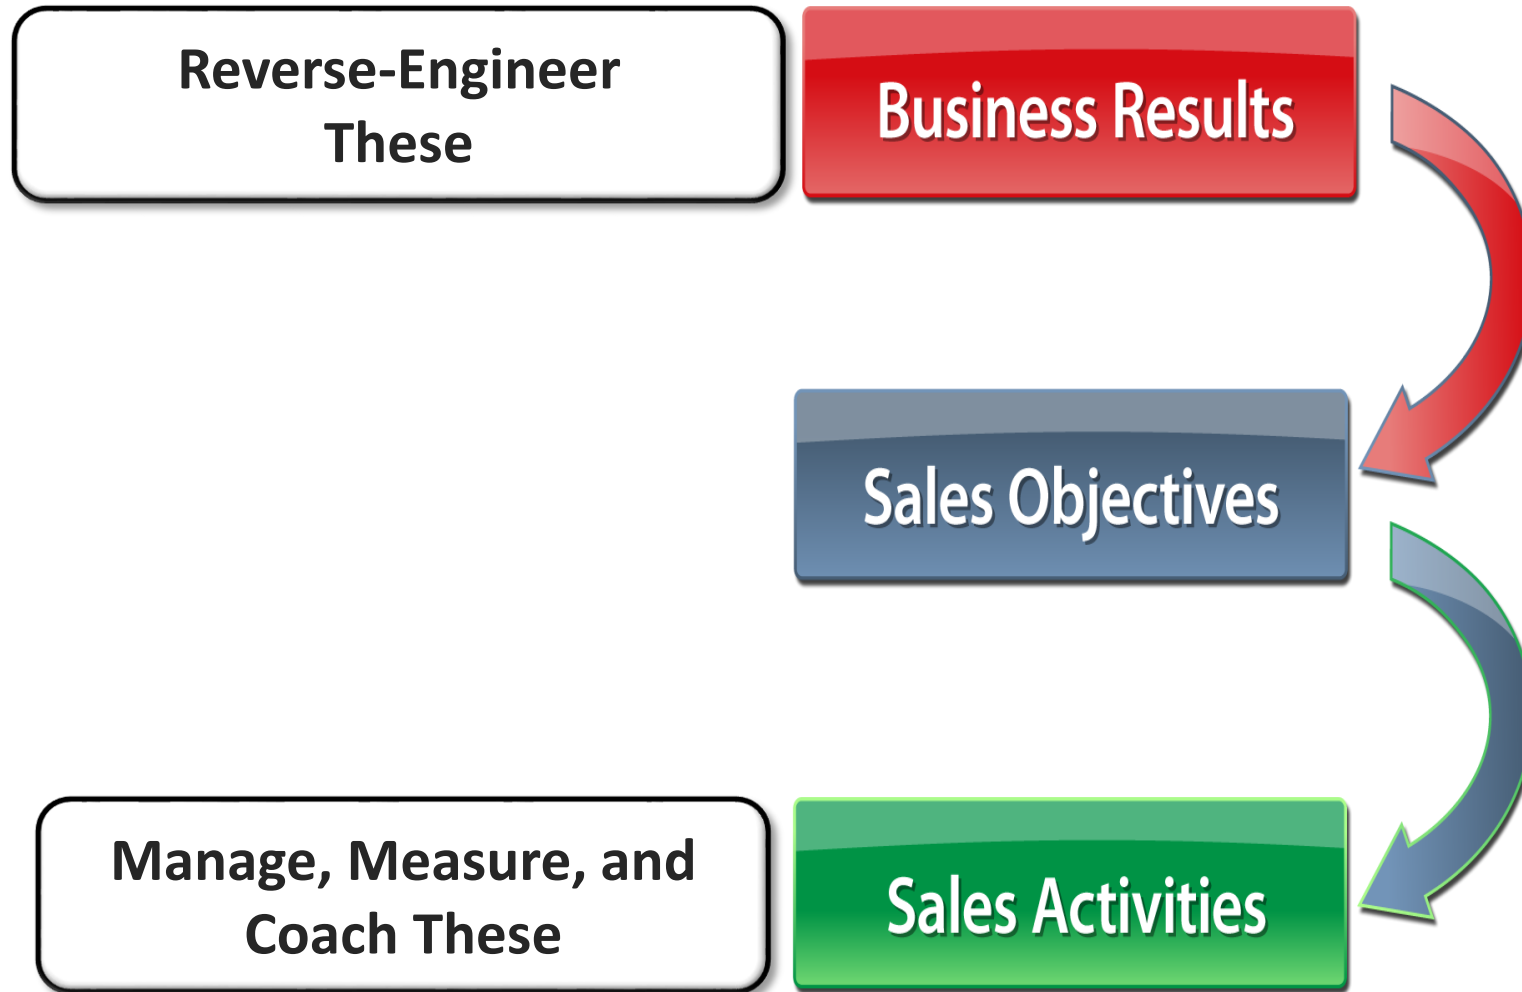 Reverse-Engineer
These
Business Results
Sales Objectives
Manage, Measure, and
Coach These
Sales Activities